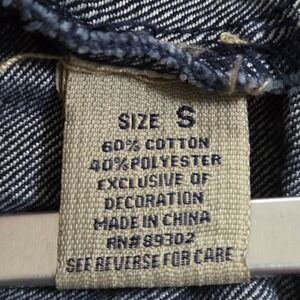 SIZE S
60% COTTON
40% POLYESTER
EXCLUSIVE OF
DECORATION
MADE IN CHINA
RN# 89302
SEE REVERSE FOR CARE